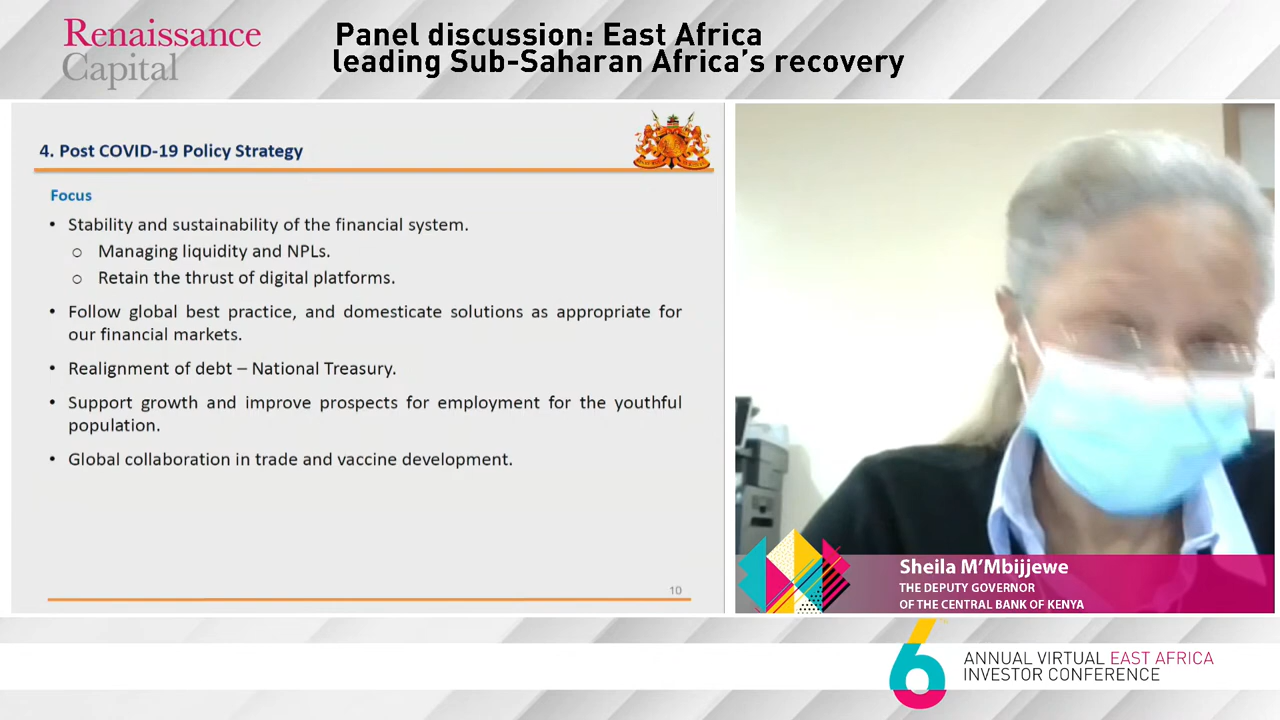 Renaissance
Capital
Panel discussion: East Africa
leading Sub-Saharan Africa's recovery
4. Post COVID-19 Policy Strategy
Focus
• Stability and sustainability of the financial system.
o Managing liquidity and NPLs.
o Retain the thrust of digital platforms.
• Follow global best practice, and domesticate solutions as appropriate for
our financial markets.
• Realignment of debt – National Treasury.
• Support growth and improve prospects for employment for the youthful
population.
• Global collaboration in trade and vaccine development.
10
Sheila M'Mbijjewe
THE DEPUTY GOVERNOR
OF THE CENTRAL BANK OF KENYA
6
ANNUAL VIRTUAL EAST AFRICA
INVESTOR CONFERENCE